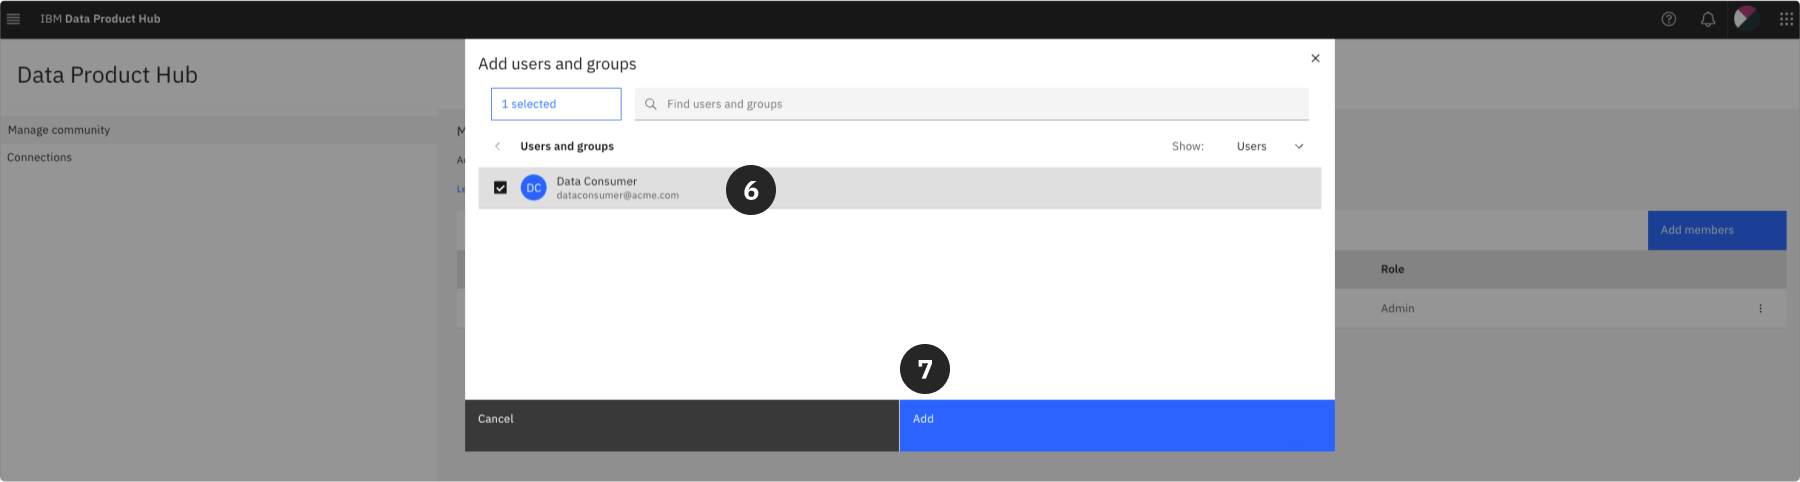 IBM Data Product Hub
Data Product Hub
Manage community
Connections
Add users and groups
1 selected
Find users and groups
Users and groups
Show: Users
DC
Data Consumer
dataconsumer@acme.com
6
Add members
Role
Admin
7
Cancel
Add